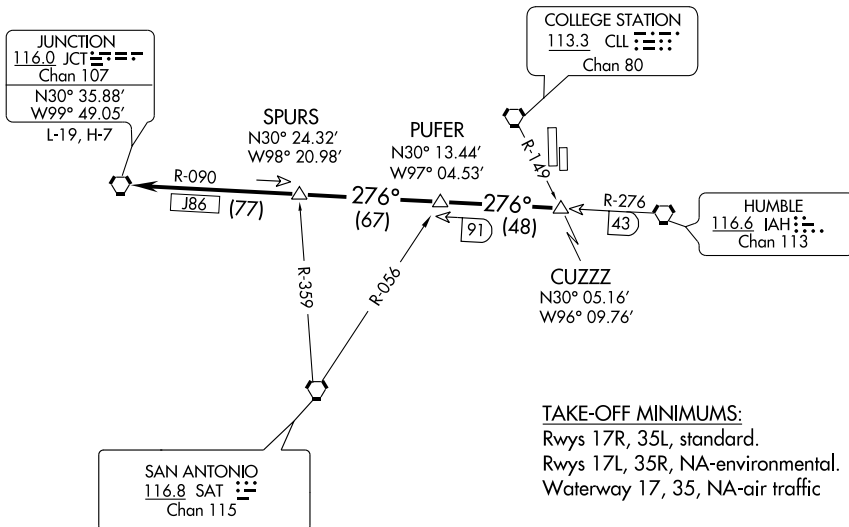 COLLEGE STATION
113.3 CLL
Chan 80
JUNCTION
116.0 JCT
Chan 107
N30° 35.88′
W99° 49.05′
L-19, H-7
SPURS
N30° 24.32′
W98° 20.98′
PUFER
N30° 13.44′
W97° 04.53′
R-149
R-090
J86
(77)
276°
(67)
276°
(48)
91
R-276
43
HUMBLE
116.6 IAH
Chan 113
CUZZZ
N30° 05.16′
W96° 09.76′
R-359
R-056
SAN ANTONIO
116.8 SAT
Chan 115
TAKE-OFF MINIMUMS:
Rwys 17R, 35L, standard.
Rwys 17L, 35R, NA-environmental.
Waterway 17, 35, NA-air traffic